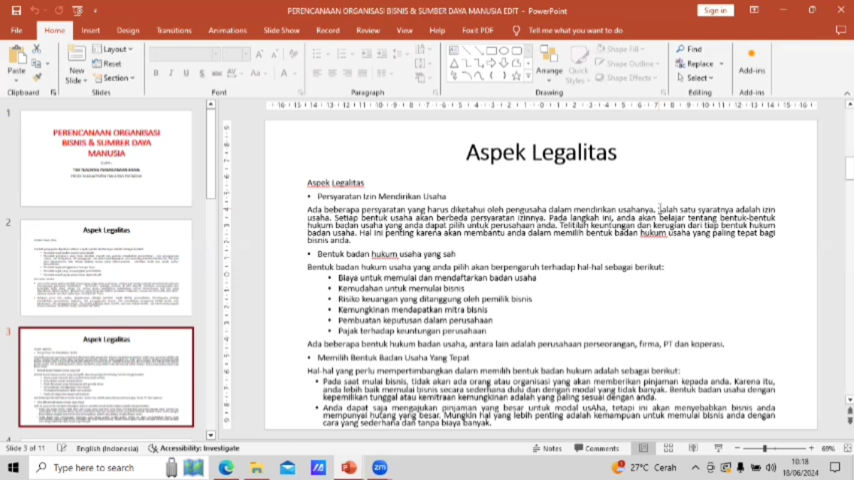 PERENCANAAN ORGANISASI BISNIS & SUMBER DAYA MANUSIA EDIT - PowerPoint
Sign in
File Home Insert Design Transitions Animations Slide Show Record Review View Help Foxit PDF Tell me what you want to do
Paste
New Slide
Layout
Reset
Section
Arrange
Quick Styles
Shape Fill
Shape Outline
Shape Effects
Find
Replace
Select
Add-ins
Clipboard Slides Font Paragraph Drawing Editing Add-ins
1
PERENCANAAN ORGANISASI
BISNIS & SUMBER DAYA
MANUSIA
2
Aspek Legalitas
3
Aspek Legalitas
4
Aspek Legalitas
Aspek Legalitas
• Persyaratan Izin Mendirikan Usaha
Ada beberapa persyaratan yang harus diketahui oleh pengusaha dalam mendirikan usahanya. Salah satu syaratnya adalah izin
usaha. Setiap bentuk usaha akan berbeda persyaratan izinnya. Pada langkah ini, anda akan belajar tentang bentuk-bentuk
hukum badan usaha yang anda dapat pilih untuk perusahaan anda. Telitilah keuntungan dan kerugian dari tiap bentuk hukum
badan usaha. Hal ini penting karena akan membantu anda dalam memilih bentuk badan hukum usaha yang paling tepat bagi
bisnis anda.
• Bentuk badan hukum usaha yang sah
Bentuk badan hukum usaha yang anda pilih akan berpengaruh terhadap hal-hal sebagai berikut:
• Biaya untuk memulai dan mendaftarkan badan usaha
• Kemudahan untuk memulai bisnis
• Risiko keuangan yang ditanggung oleh pemilik bisnis
• Kemungkinan mendapatkan mitra bisnis
• Pembuatan keputusan dalam perusahaan
• Pajak terhadap keuntungan perusahaan
Ada beberapa bentuk hukum badan usaha, antara lain adalah perusahaan perseorangan, firma, PT dan koperasi.
• Memilih Bentuk Badan Usaha Yang Tepat
Hal-hal yang perlu mempertimbangkan dalam memilih bentuk badan hukum adalah sebagai berikut:
• Pada saat mulai bisnis, tidak akan ada orang atau organisasi yang akan memberikan pinjaman kepada anda. Karena itu,
anda lebih baik memulai bisnis secara sederhana dulu dan dengan modal yang tidak banyak. Bentuk badan usaha dengan
kepemilikan tunggal atau kemitraan kemungkinan adalah yang paling sesuai dengan anda.
• Anda dapat saja mengajukan pinjaman yang besar untuk modal usAha, tetapi ini akan menyebabkan bisnis anda
mempunyai hutang yang besar. Mungkin hal yang lebih penting adalah kemampuan untuk memulai bisnis anda dengan
cara yang sederhana dan tanpa biaya banyak.
Slide 3 of 11 English (Indonesia) Accessibility: Investigate Notes Comments 69%
Type here to search
27°C Cerah
10:18
18/06/2024